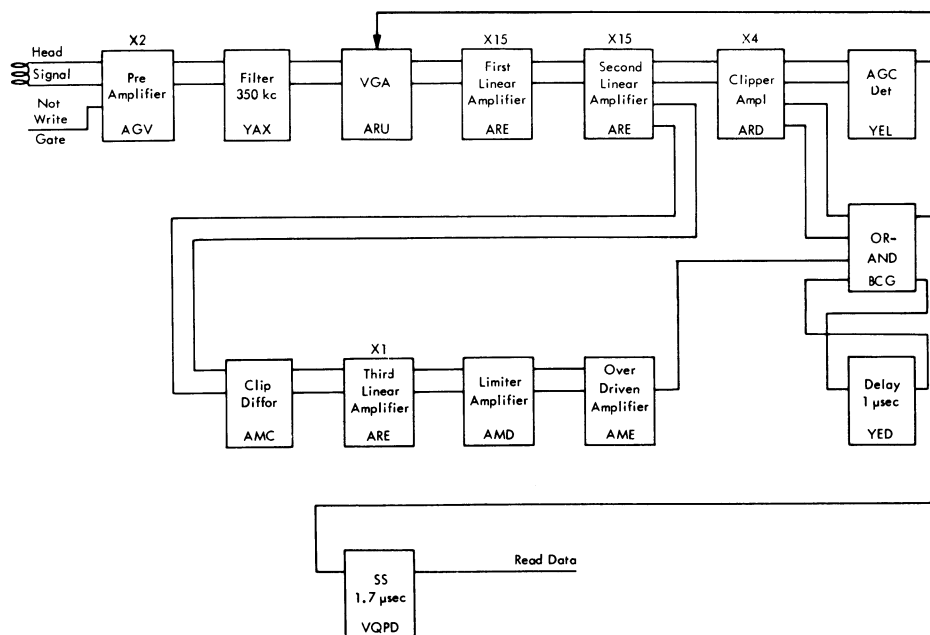 X2
X15
X15
X4
Head
Signal
Not
Write
Gate
Pre
Amplifier
AGV
Filter
350 kc
YAX
VGA
ARU
First
Linear
Amplifier
ARE
Second
Linear
Amplifier
ARE
Clipper
Ampl
ARD
AGC
Det
YEL
OR-
AND
BCG
X1
Clip
Diffor
AMC
Third
Linear
Amplifier
ARE
Limiter
Amplifier
AMD
Over
Driven
Amplifier
AME
Delay
1 μsec
YED
SS
1.7 μsec
VQPD
Read Data